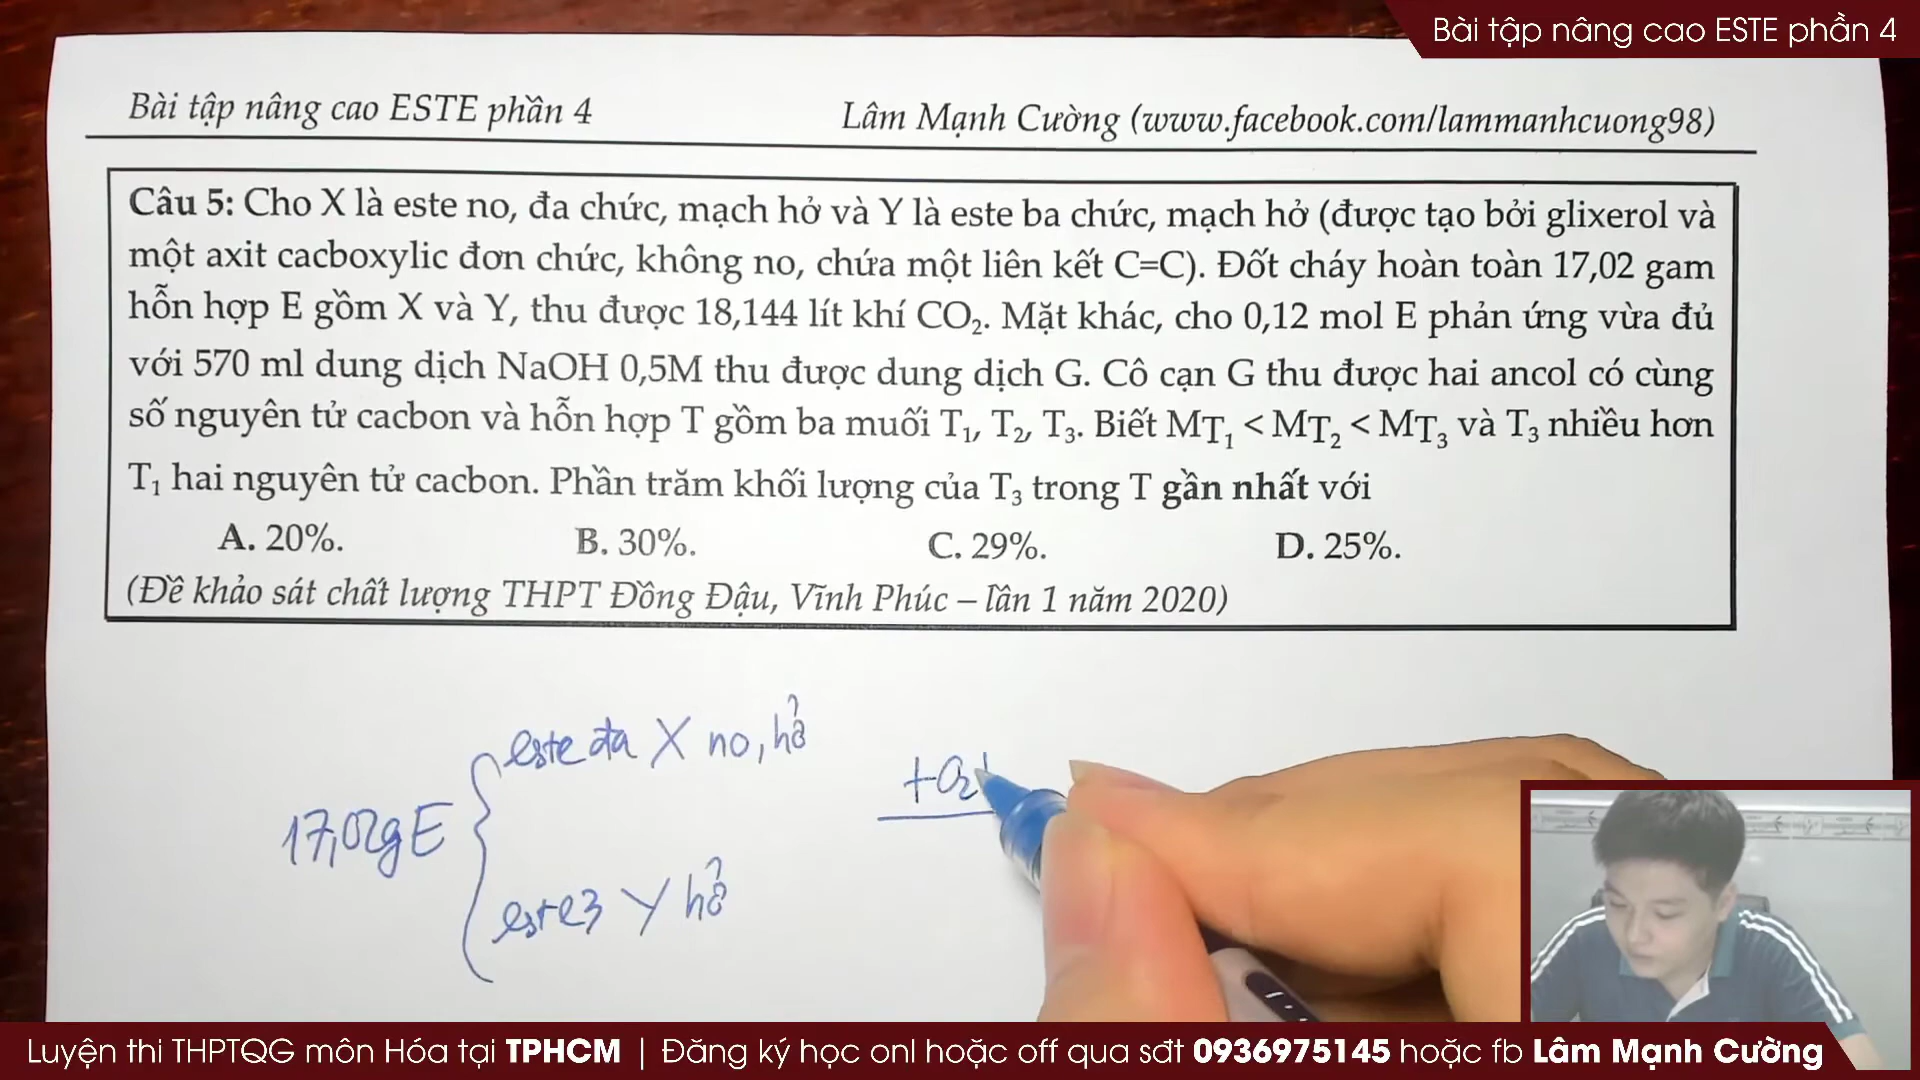 Bài tập nâng cao ESTE phần 4
Bài tập nâng cao ESTE phần 4 Lâm Mạnh Cường (www.facebook.com/lammanhcuong98)
Câu 5: Cho X là este no, đa chức, mạch hở và Y là este ba chức, mạch hở (được tạo bởi glixerol và
một axit cacboxylic đơn chức, không no, chứa một liên kết C=C). Đốt cháy hoàn toàn 17,02 gam
hỗn hợp E gồm X và Y, thu được 18,144 lít khí CO₂. Mặt khác, cho 0,12 mol E phản ứng vừa đủ
với 570 ml dung dịch NaOH 0,5M thu được dung dịch G. Cô cạn G thu được hai ancol có cùng
số nguyên tử cacbon và hỗn hợp T gồm ba muối T₁, T₂, T₃. Biết MT₁ < MT₂ < MT₃ và T₃ nhiều hơn
T₁ hai nguyên tử cacbon. Phần trăm khối lượng của T₃ trong T gần nhất với
A. 20%. B. 30%. C. 29%. D. 25%.
(Đề khảo sát chất lượng THPT Đồng Đậu, Vĩnh Phúc – lần 1 năm 2020)
este đa X no, hở
17,02g E
este3 Y hở
Luyện thi THPTQG môn Hóa tại TPHCM | Đăng ký học onl hoặc off qua sđt 0936975145 hoặc fb Lâm Mạnh Cường